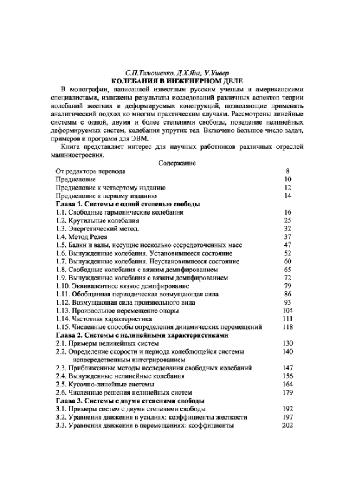 С.П.Тимошенко, Д.Х.Янг, У.Уивер
КОЛЕБАНИЯ В ИНЖЕНЕРНОМ ДЕЛЕ
В монографии, написанной известным русским ученым и американскими
специалистами, изложены результаты исследований различных аспектов теории
колебаний жестких и деформируемых конструкций, позволяющие применять
аналитический подход ко многим практическим случаям. Рассмотрены линейные
системы с одной, двумя и более степенями свободы, поведение нелинейных
деформируемых систем, колебания упругих тел. Включено большое число задач,
примеров и программ для ЭВМ.
Книга представляет интерес для научных работников различных отраслей
машиностроения.
Содержание
От редактора перевода 8
Предисловие 10
Предисловие к четвертому изданию 12
Предисловие к первому изданию 14
Глава 1. Системы с одной степенью свободы
1.1. Свободные гармонические колебания 16
1.2. Крутильные колебания 25
1.3. Энергетический метод. 32
1.4. Метод Релея 37
1.5. Балки и валы, несущие несколько сосредоточенных масс 47
1.6. Вынужденные колебания. Установившееся состояние 52
1.7. Вынужденные колебания. Неустановившееся состояние 60
1.8. Свободные колебания с вязким демпфированием 65
1.9. Вынужденные колебания с вязким демпфированием 72
1.10. Эквивалентное вязкое демпфирование 79
1.11. Обобщенная периодическая возмущающая сила 86
1.12. Возмущающая сила произвольного вида 93
1.13. Произвольное перемещение опоры 104
1.14. Частотная характеристика 111
1.15. Численные способы определения динамических перемещений 118
Глава 2. Системы с нелинейными характеристиками
2.1. Примеры нелинейных систем 130
2.2. Определение скорости и периода колеблющейся системы 140
непосредственным интегрированием
2.3. Приближенные методы исследования свободных колебаний 147
2.4. Вынужденные нелинейные колебания 156
2.5. Кусочно-линейные системы 164
2.6. Численные решения нелинейных систем 179
Глава 3. Системы с двумя степенями свободы
3.1. Примеры систем с двумя степенями свободы 192
3.2. Уравнения движения в усилиях: коэффициенты жесткости 197
3.3. Уравнения движения в перемещениях: коэффициенты 202